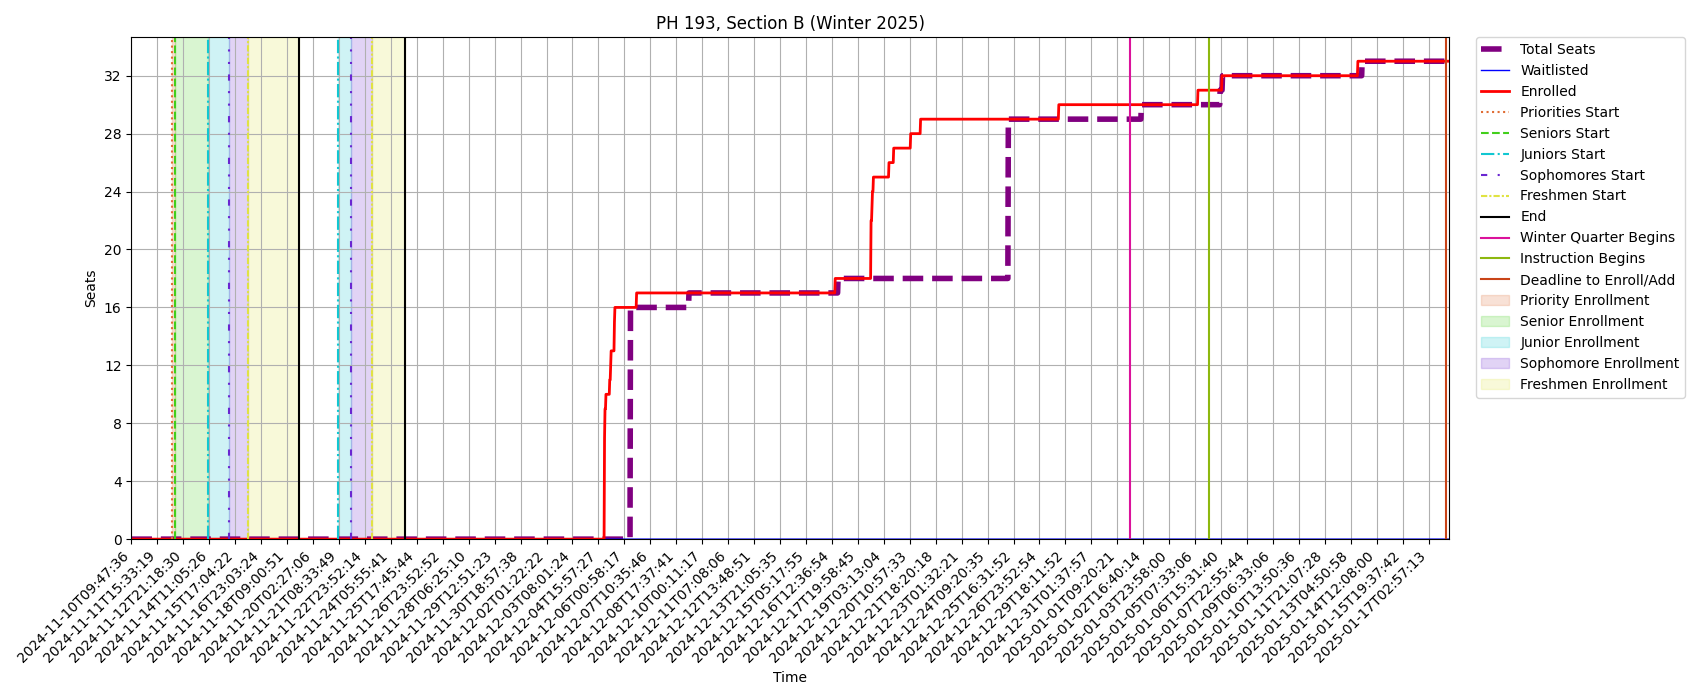 PH 193, Section B (Winter 2025)
Seats
32
28
24
20
16
12
8
4
0
2024-11-10T09:47:36
2024-11-11T15:33:19
2024-11-12T21:18:30
2024-11-14T11:05:26
2024-11-15T17:04:22
2024-11-16T23:03:24
2024-11-18T09:00:51
2024-11-20T02:27:06
2024-11-21T08:33:49
2024-11-22T23:52:14
2024-11-24T05:55:41
2024-11-25T17:45:44
2024-11-26T23:52:52
2024-11-28T06:25:10
2024-11-29T12:51:23
2024-11-30T18:57:38
2024-12-02T01:22:22
2024-12-03T08:01:24
2024-12-04T15:57:27
2024-12-06T00:58:17
2024-12-07T10:35:46
2024-12-08T17:37:41
2024-12-10T00:11:17
2024-12-11T07:08:06
2024-12-12T13:48:51
2024-12-13T21:05:35
2024-12-15T05:17:55
2024-12-16T12:36:54
2024-12-17T19:58:45
2024-12-19T03:13:04
2024-12-20T10:57:33
2024-12-21T18:20:18
2024-12-23T01:32:21
2024-12-24T09:20:35
2024-12-25T16:31:52
2024-12-26T23:52:54
2024-12-29T18:11:52
2024-12-31T01:37:57
2025-01-01T09:20:21
2025-01-02T16:40:14
2025-01-03T23:58:00
2025-01-05T07:33:06
2025-01-06T15:31:40
2025-01-07T22:55:44
2025-01-09T06:33:06
2025-01-10T13:50:36
2025-01-11T21:07:28
2025-01-13T04:50:58
2025-01-14T12:08:00
2025-01-15T19:37:42
2025-01-17T02:57:13
Time
Total Seats
Waitlisted
Enrolled
Priorities Start
Seniors Start
Juniors Start
Sophomores Start
Freshmen Start
End
Winter Quarter Begins
Instruction Begins
Deadline to Enroll/Add
Priority Enrollment
Senior Enrollment
Junior Enrollment
Sophomore Enrollment
Freshmen Enrollment